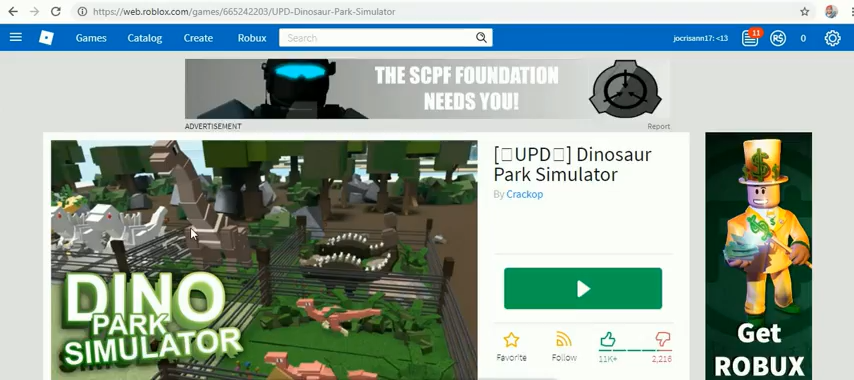 https://web.roblox.com/games/665242203/UPD-Dinosaur-Park-Simulator
Games
Catalog
Create
Robux
Search
jocrisann17: <13
11
0
THE SCPF FOUNDATION
NEEDS YOU!
ADVERTISEMENT
Report
[□UPD□] Dinosaur
Park Simulator
By Crackop
DINO
PARK
SIMULATOR
Favorite
Follow
11K+
2,216
Get
ROBUX